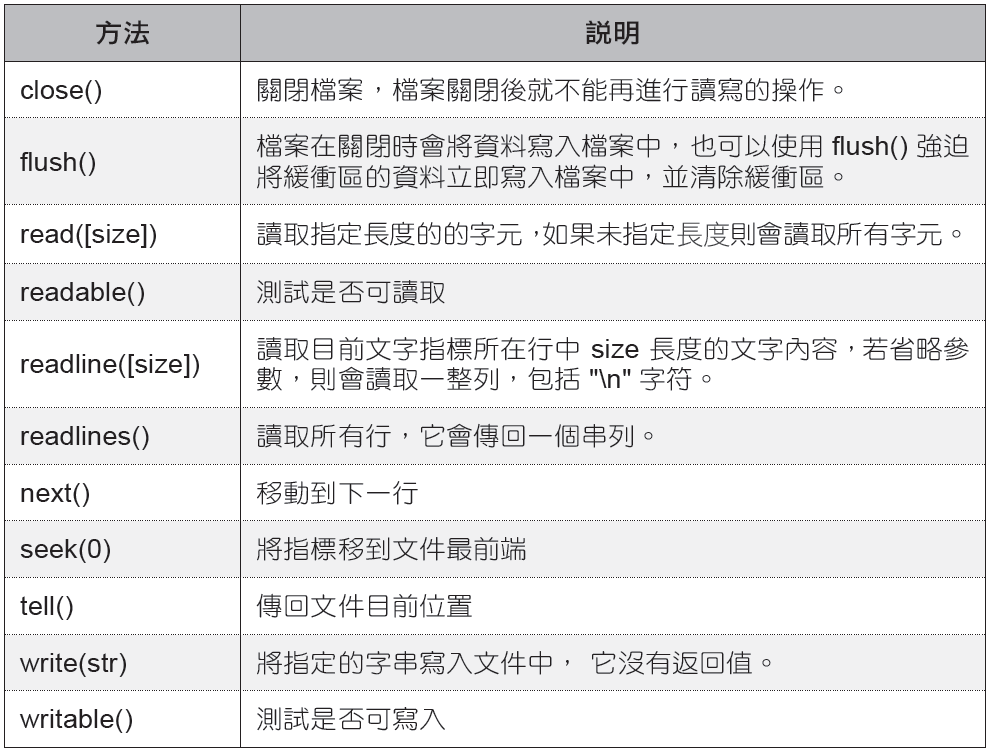 方法 說明
close() 關閉檔案，檔案關閉後就不能再進行讀寫的操作。
flush() 檔案在關閉時會將資料寫入檔案中，也可以使用 flush() 強迫
將緩衝區的資料立即寫入檔案中，並清除緩衝區。
read([size]) 讀取指定長度的的字元，如果未指定長度則會讀取所有字元。
readable() 測試是否可讀取
readline([size]) 讀取目前文字指標所在行中 size 長度的文字內容，若省略參
數，則會讀取一整列，包括 "\n" 字符。
readlines() 讀取所有行，它會傳回一個串列。
next() 移動到下一行
seek(0) 將指標移到文件最前端
tell() 傳回文件目前位置
write(str) 將指定的字串寫入文件中， 它沒有返回值。
writable() 測試是否可寫入